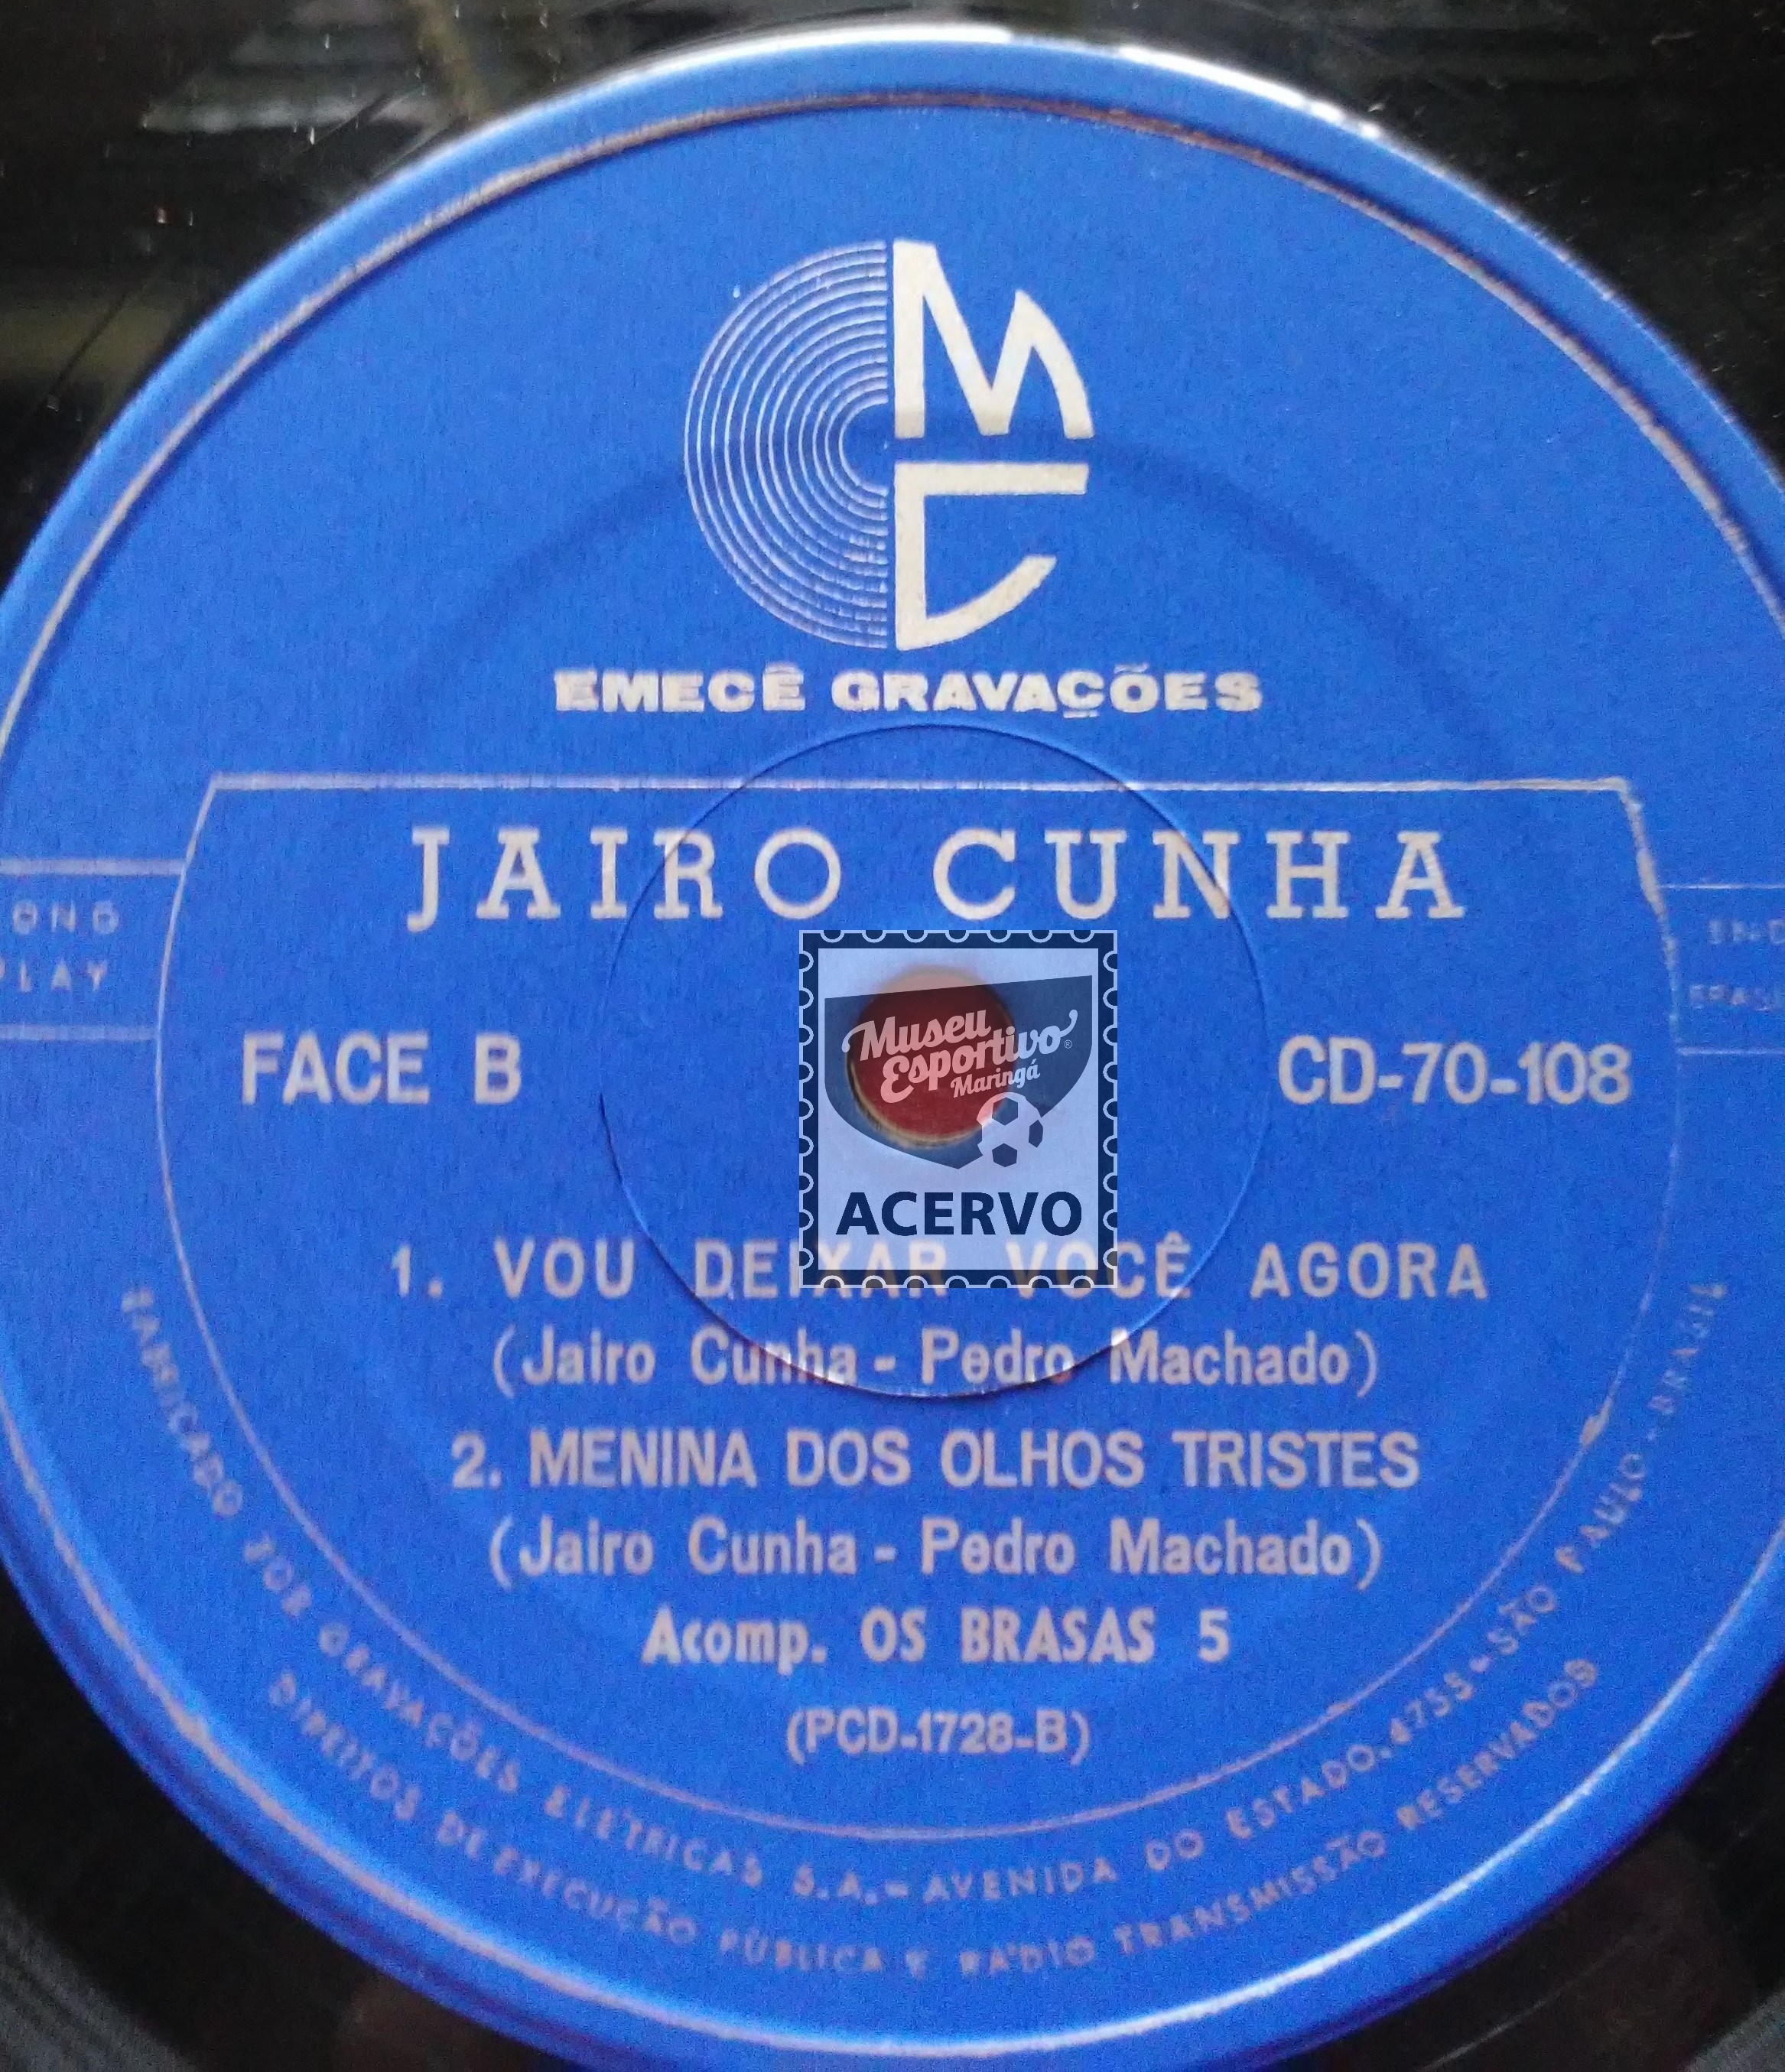 MC
EMECÊ GRAVAÇÕES
JAIRO CUNHA
ONG
PLAY
FACE B
CD-70-108
Museu
Esportivo®
Maringá
ACERVO
1. VOU DEIXAR VOCÊ AGORA
(Jairo Cunha - Pedro Machado)
2. MENINA DOS OLHOS TRISTES
(Jairo Cunha - Pedro Machado)
Acomp. OS BRASAS 5
(PCD-1728-B)
FABRICADO POR GRAVAÇÕES ELÉTRICAS S.A. - AVENIDA DO ESTADO, 4755 - SÃO PAULO - BRASIL
DIREITOS DE EXECUÇÃO PÚBLICA E RÁDIO TRANSMISSÃO RESERVADOS